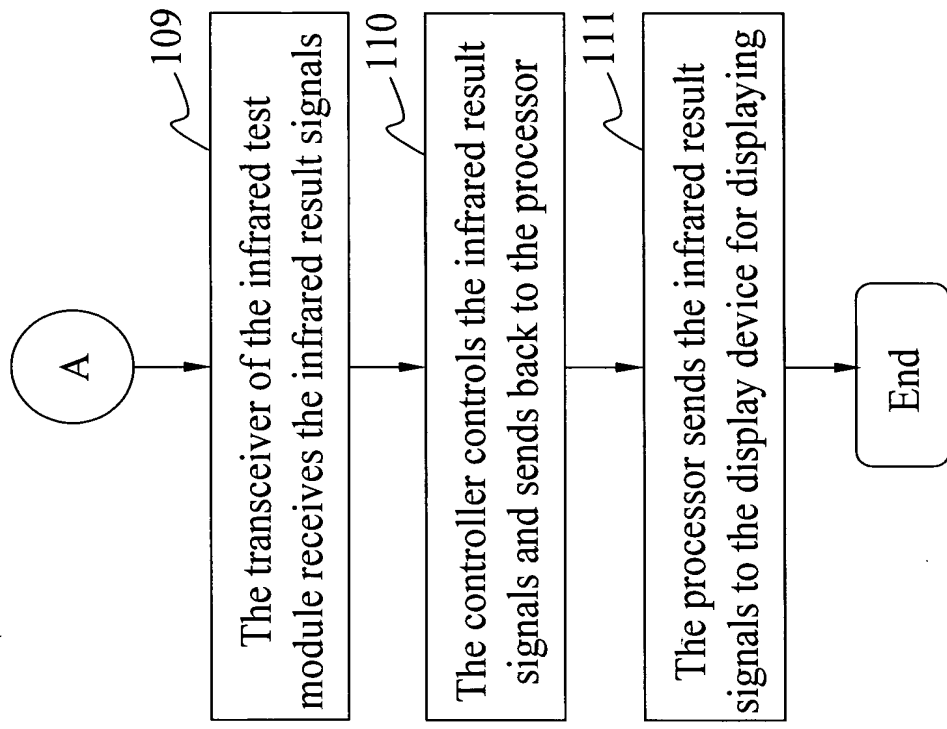 A
109
The transceiver of the infrared test
module receives the infrared result signals
110
The controller controls the infrared result
signals and sends back to the processor
111
The processor sends the infrared result
signals to the display device for displaying
End